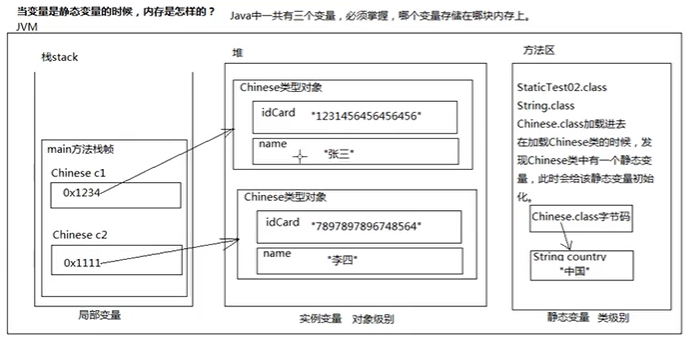 当变量是静态变量的时候，内存是怎样的？
Java中一共有三个变量，必须掌握，哪个变量存储在哪块内存上。
JVM
栈stack
main方法栈帧
Chinese c1
0x1234
Chinese c2
0x1111
局部变量
堆
Chinese类型对象
idCard
"1231456456456456"
name
"张三"
Chinese类型对象
idCard
"7897897896748564"
name
"李四"
实例变量 对象级别
方法区
StaticTest02.class
String.class
Chinese.class加载进去
在加载Chinese类的时候，发
现Chinese类中有一个静态变
量，此时会给该静态变量初始
化。
Chinese.class字节码
String country
"中国"
静态变量 类级别